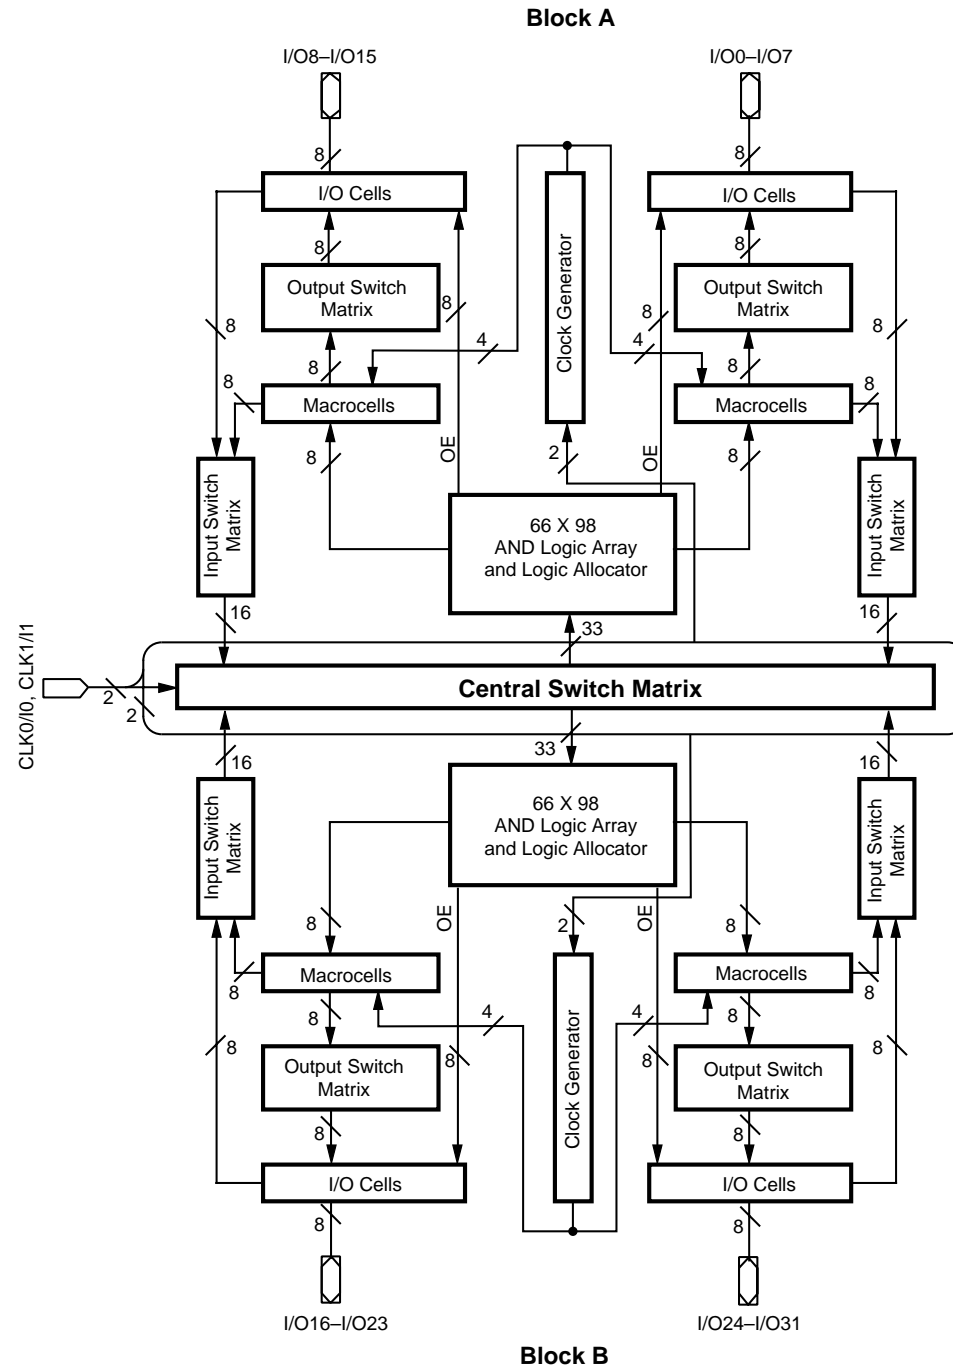 Block A
I/O8–I/O15
I/O0–I/O7
8
8
I/O Cells
I/O Cells
8
8
Output Switch
Matrix
Clock Generator
Output Switch
Matrix
8
8
8
8
4
4
8
8
8
8
Macrocells
Macrocells
OE
OE
8
2
8
Input Switch
Matrix
66 X 98
AND Logic Array
and Logic Allocator
Input Switch
Matrix
16
33
16
CLK0/I0, CLK1/I1
2
2
Central Switch Matrix
16
33
16
Input Switch
Matrix
66 X 98
AND Logic Array
and Logic Allocator
Input Switch
Matrix
8
OE
2
OE
8
Macrocells
Macrocells
8
8
8
8
4
4
8
8
8
8
Output Switch
Matrix
Clock Generator
Output Switch
Matrix
8
8
I/O Cells
I/O Cells
8
8
I/O16–I/O23
I/O24–I/O31
Block B